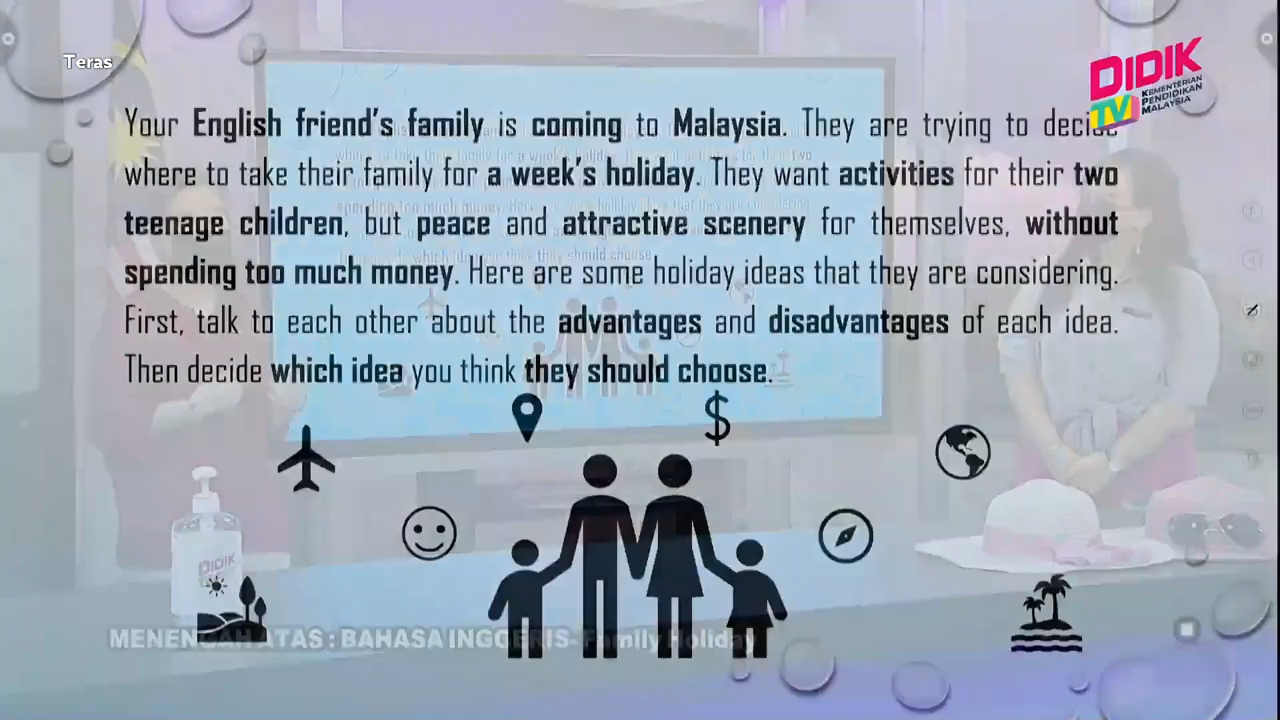 Teras
DIDIK
TV
KEMENTERIAN
PENDIDIKAN
MALAYSIA
Your English friend's family is coming to Malaysia. They are trying to decide
where to take their family for a week's holiday. They want activities for their two
teenage children, but peace and attractive scenery for themselves, without
spending too much money. Here are some holiday ideas that they are considering.
First, talk to each other about the advantages and disadvantages of each idea.
Then decide which idea you think they should choose.
$
DIDIK
MENENGAH ATAS : BAHASA INGGERIS- Family Holiday